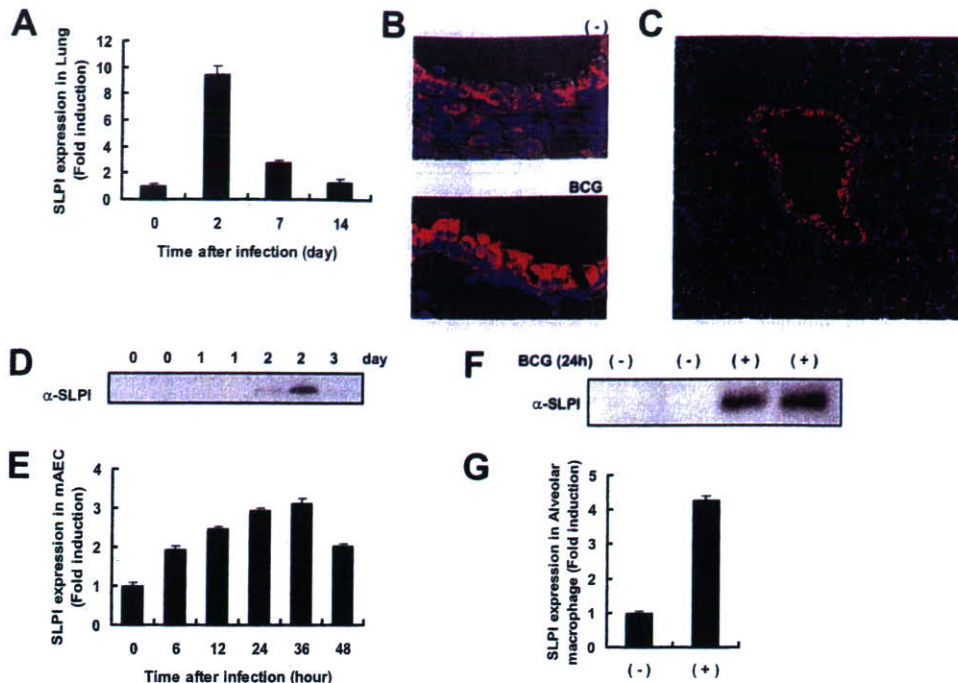 A
SLPI expression in Lung
(Fold induction)
12
10
8
6
4
2
0
0 2 7 14
Time after infection (day)
B
(-)
BCG
C
D
0 0 1 1 2 2 3 day
α-SLPI
E
SLPI expression in mAEC
(Fold induction)
4
3
2
1
0
0 6 12 24 36 48
Time after infection (hour)
F
BCG (24h) (-) (-) (+) (+)
α-SLPI
G
SLPI expression in Alveolar
macrophage (Fold induction)
5
4
3
2
1
0
(-) (+)